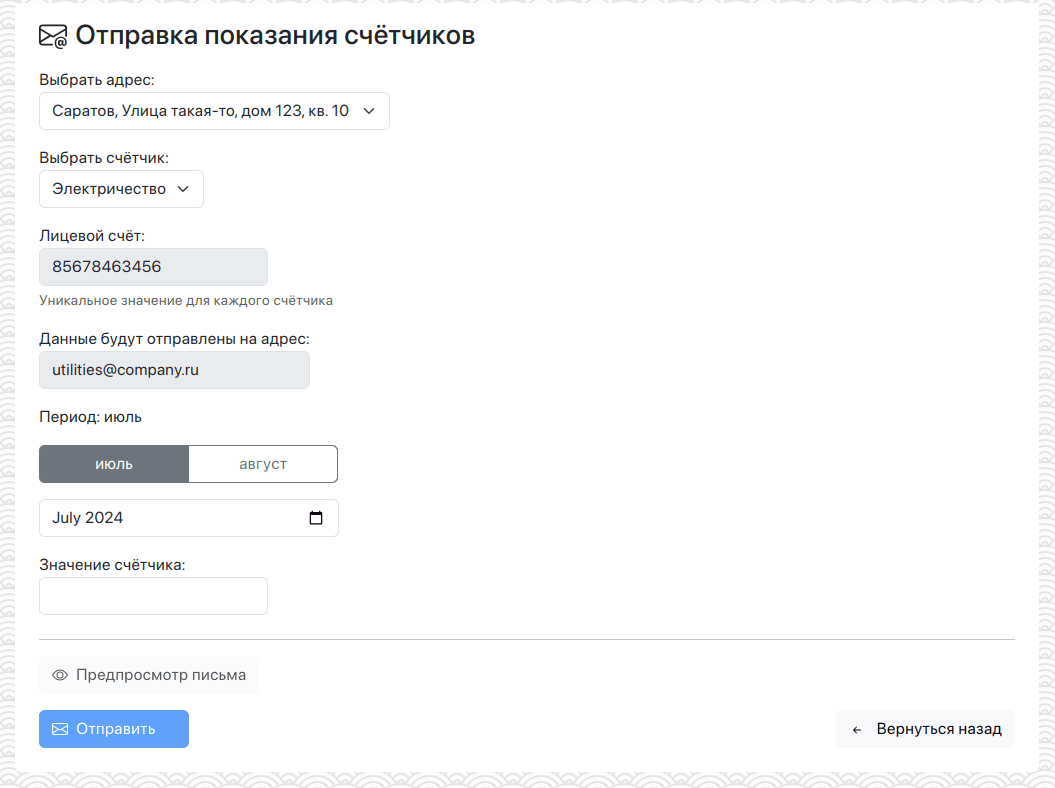 Отправка показания счётчиков
Выбрать адрес:
Саратов, Улица такая-то, дом 123, кв. 10
Выбрать счётчик:
Электричество
Лицевой счёт:
85678463456
Уникальное значение для каждого счётчика
Данные будут отправлены на адрес:
utilities@company.ru
Период: июль
июль август
July 2024
Значение счётчика:
Предпросмотр письма
Отправить
← Вернуться назад